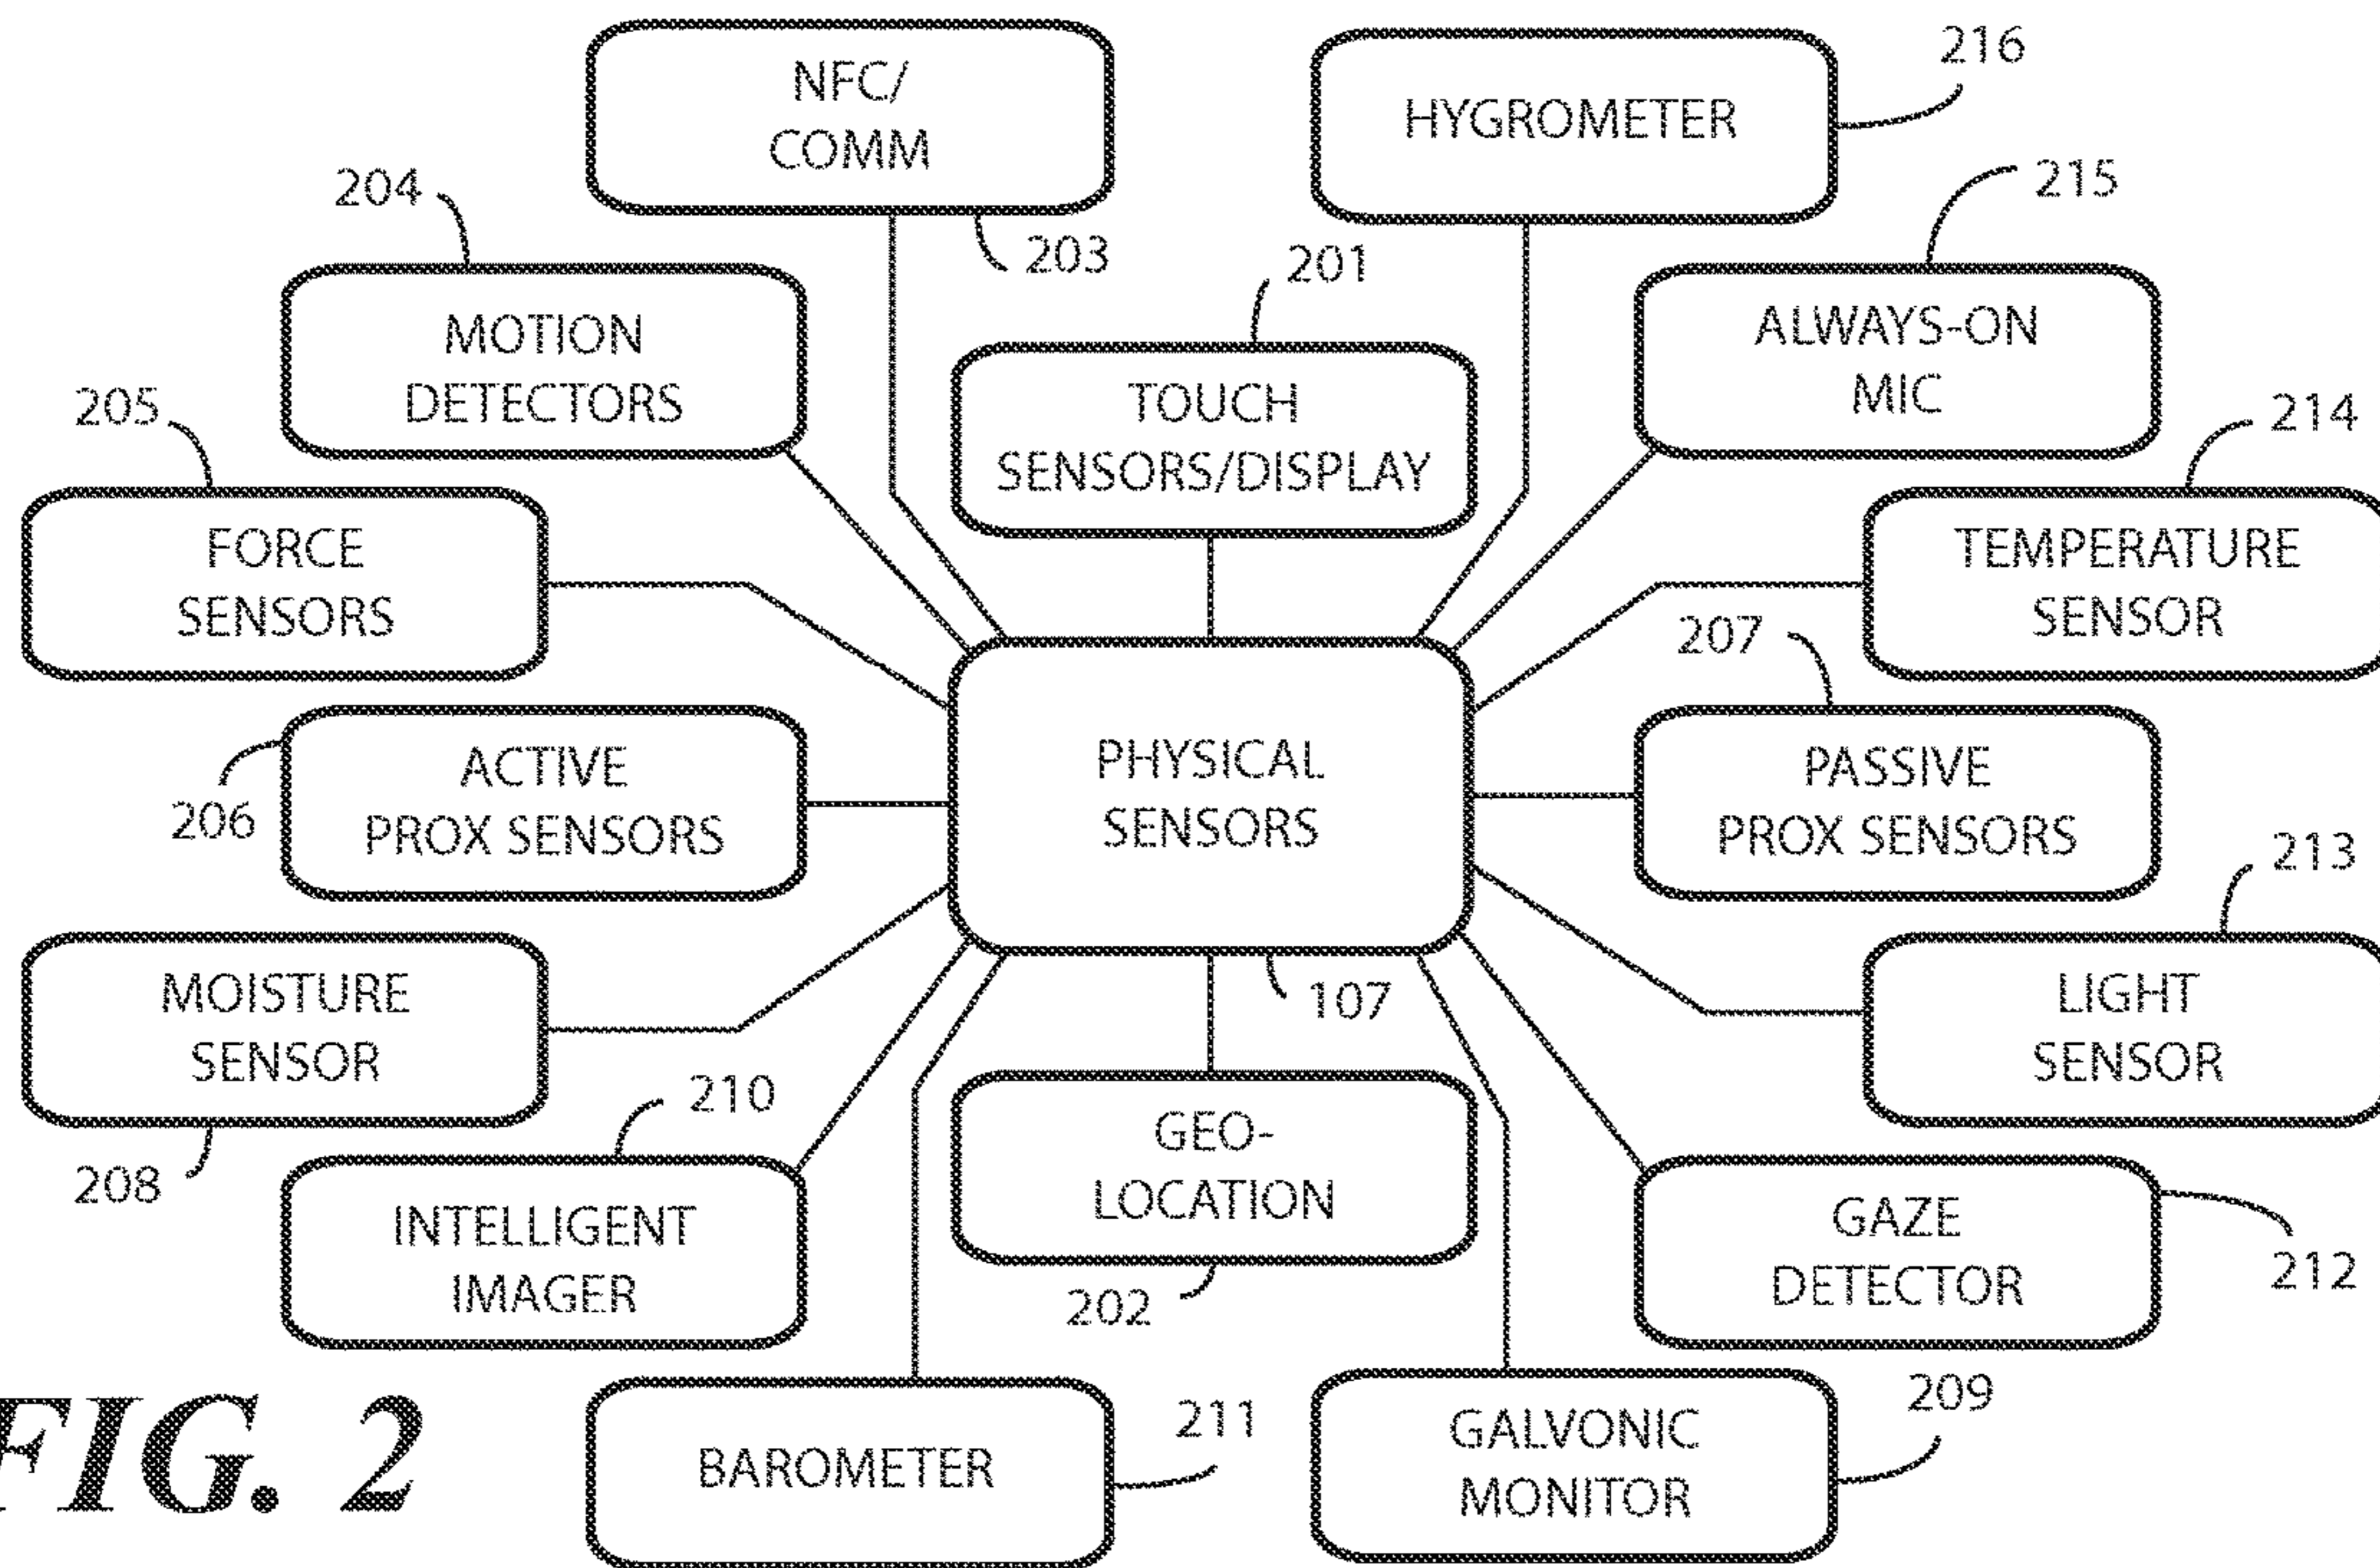 NFC/
COMM
203
HYGROMETER
216
204
MOTION
DETECTORS
201
TOUCH
SENSORS/DISPLAY
215
ALWAYS-ON
MIC
205
FORCE
SENSORS
214
TEMPERATURE
SENSOR
206
ACTIVE
PROX SENSORS
PHYSICAL
SENSORS
107
207
PASSIVE
PROX SENSORS
213
LIGHT
SENSOR
MOISTURE
SENSOR
208
210
INTELLIGENT
IMAGER
GEO-
LOCATION
202
GAZE
DETECTOR
212
BAROMETER
211
GALVONIC
MONITOR
209
FIG. 2